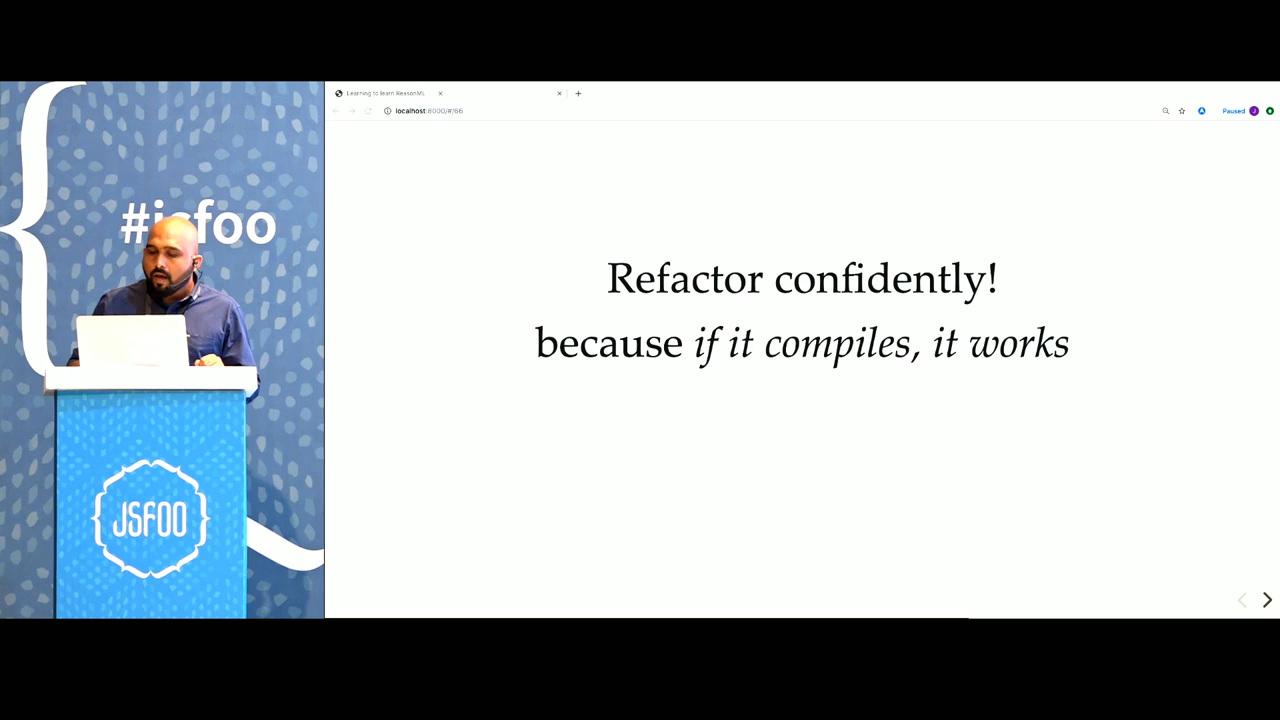 Learning to learn ReasonML
localhost:8000/#/66
Paused
J
#jsfoo
Refactor confidently!
because if it compiles, it works
JSFOO